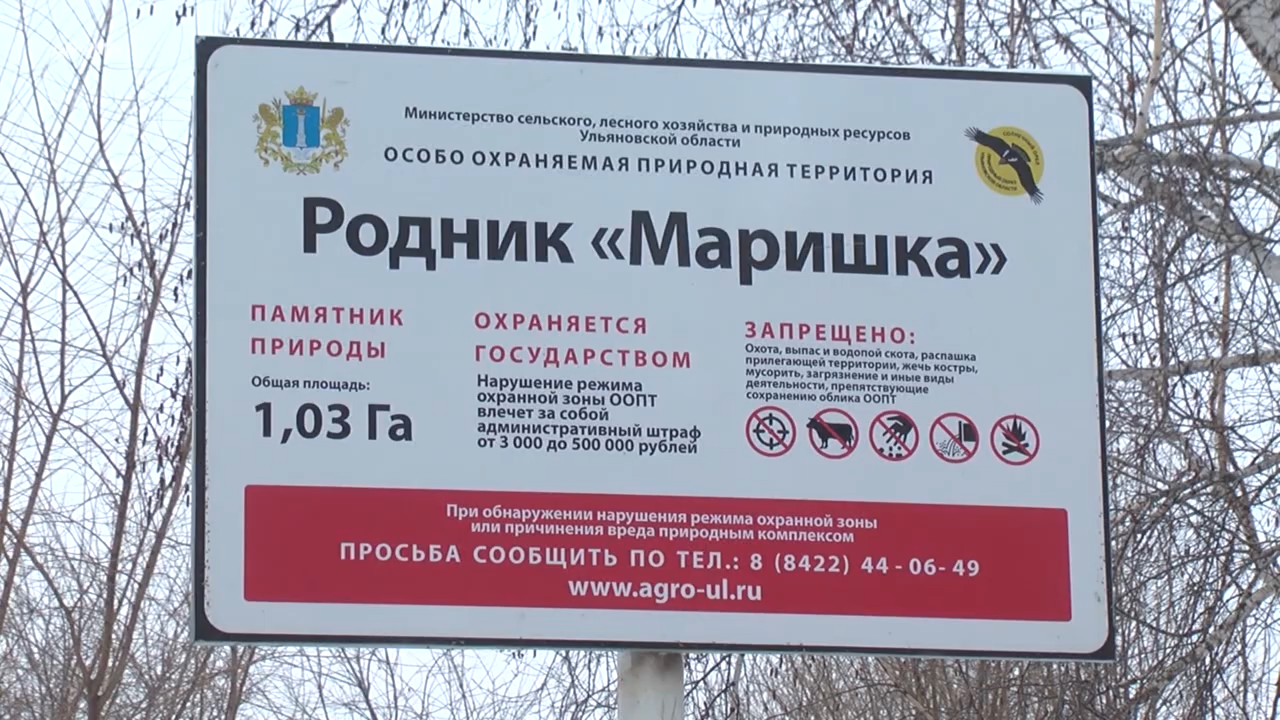 Министерство сельского, лесного хозяйства и природных ресурсов
Ульяновской области
ОСОБО ОХРАНЯЕМАЯ ПРИРОДНАЯ ТЕРРИТОРИЯ
Родник «Маришка»
ПАМЯТНИК
ПРИРОДЫ
Общая площадь:
1,03 Га
ОХРАНЯЕТСЯ
ГОСУДАРСТВОМ
Нарушение режима
охранной зоны ООПТ
влечет за собой
административный штраф
от 3 000 до 500 000 рублей
ЗАПРЕЩЕНО:
Охота, выпас и водопой скота, распашка
прилегающей территории, жечь костры,
мусорить, загрязнение и иные виды
деятельности, препятствующие
сохранению облика ООПТ
При обнаружении нарушения режима охранной зоны
или причинения вреда природным комплексом
ПРОСЬБА СООБЩИТЬ ПО ТЕЛ.: 8 (8422) 44 - 06- 49
www.agro-ul.ru